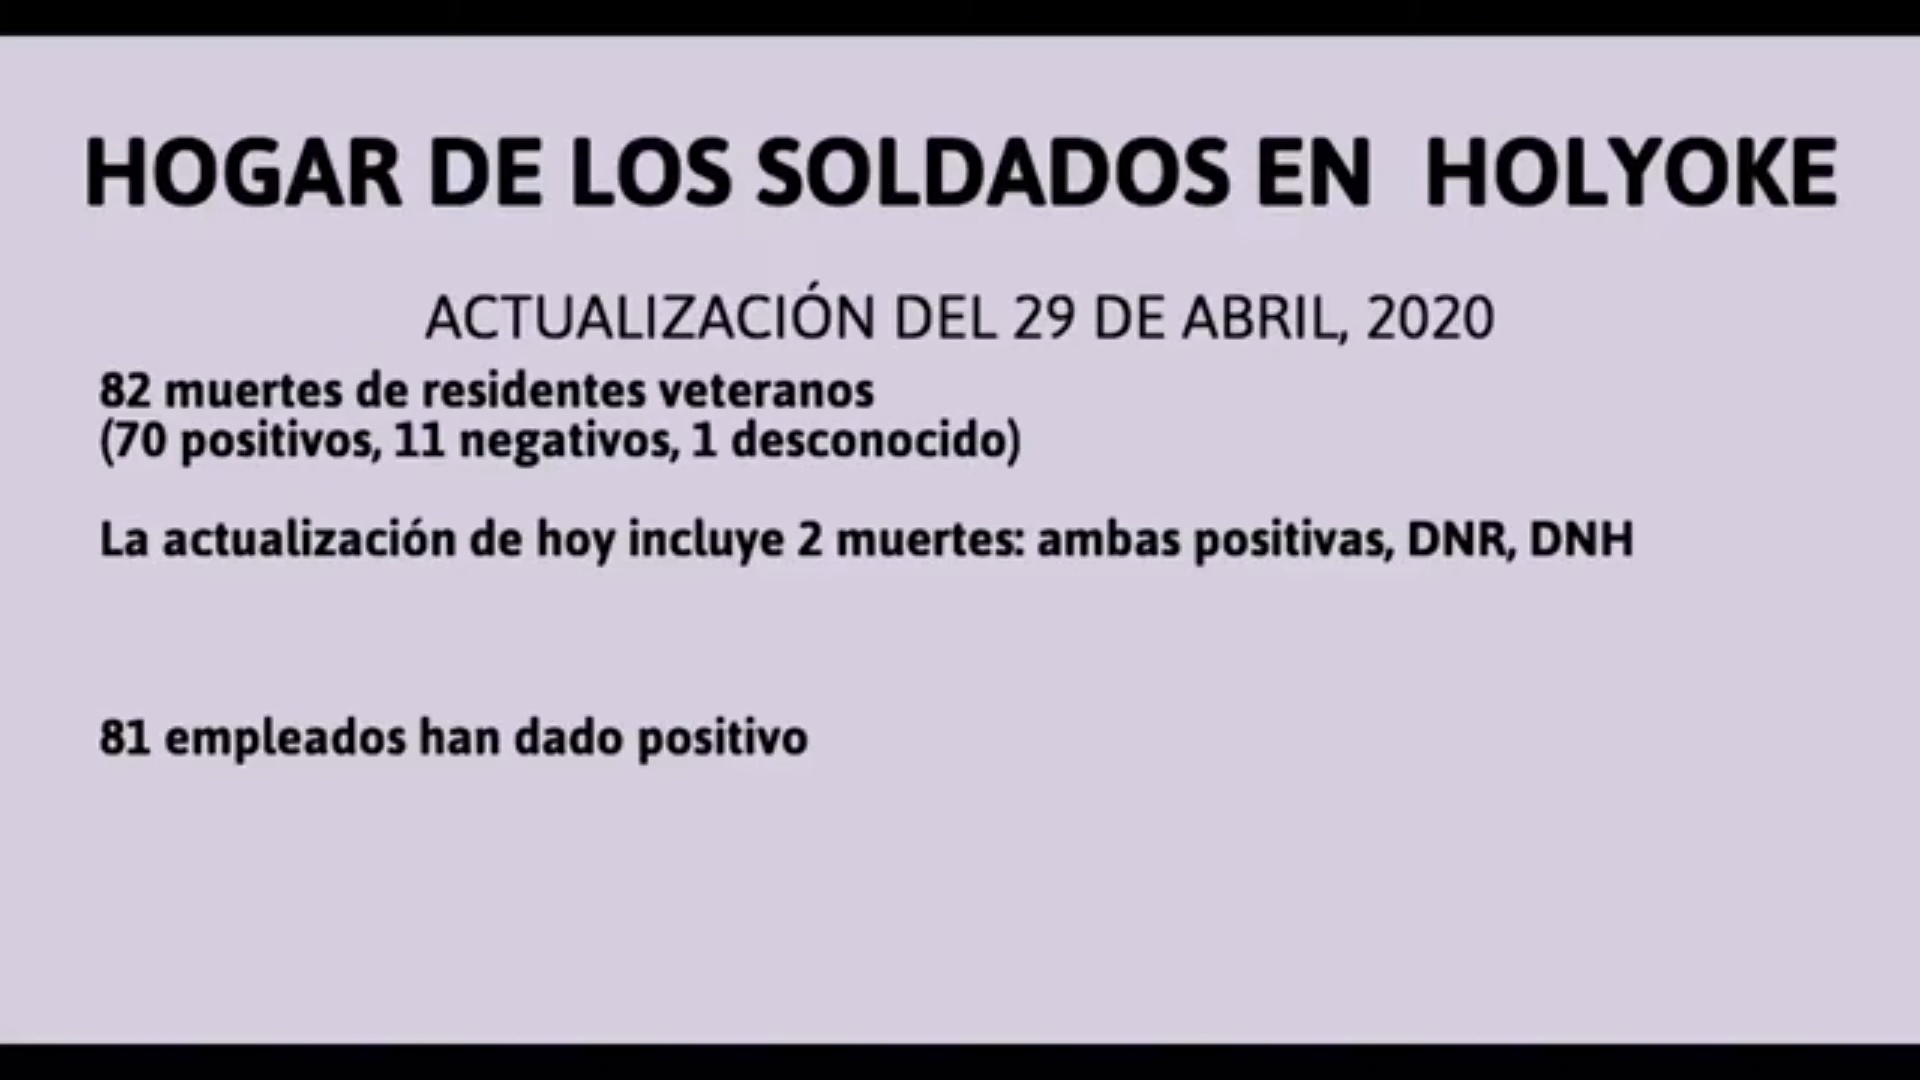 HOGAR DE LOS SOLDADOS EN HOLYOKE
ACTUALIZACIÓN DEL 29 DE ABRIL, 2020
82 muertes de residentes veteranos
(70 positivos, 11 negativos, 1 desconocido)
La actualización de hoy incluye 2 muertes: ambas positivas, DNR, DNH
81 empleados han dado positivo